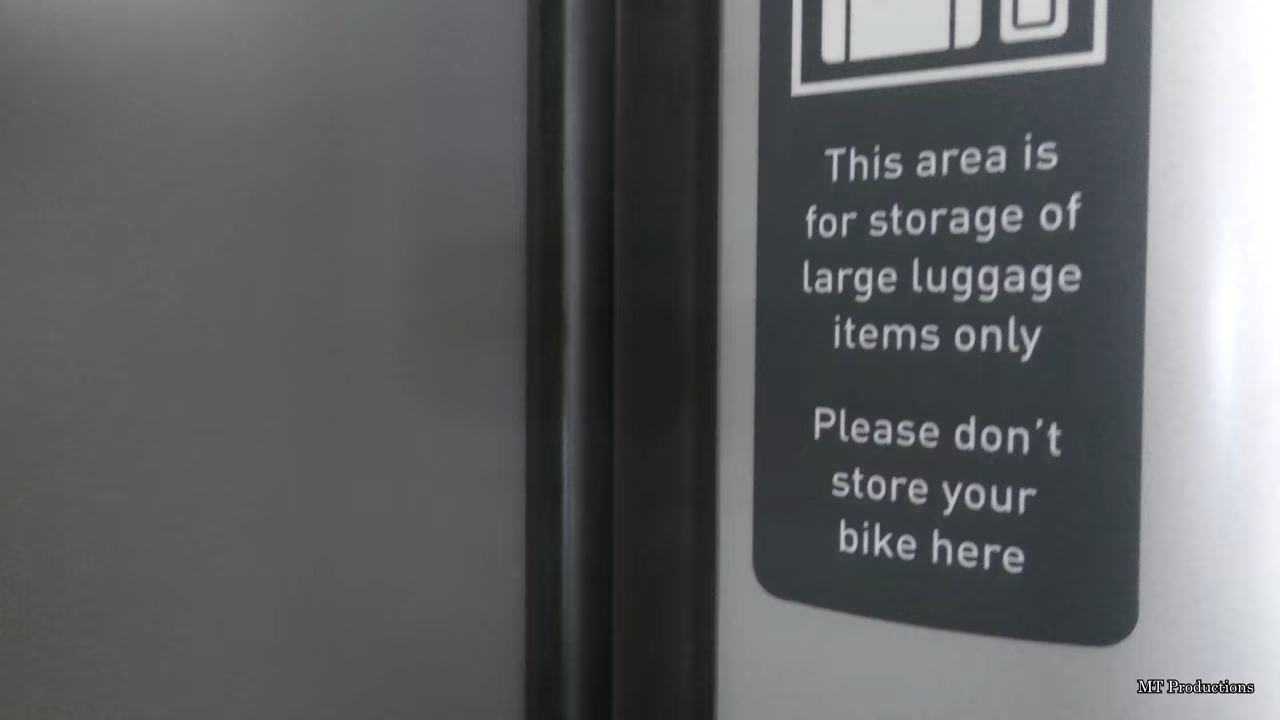 This area is
for storage of
large luggage
items only
Please don't
store your
bike here
MT Productions